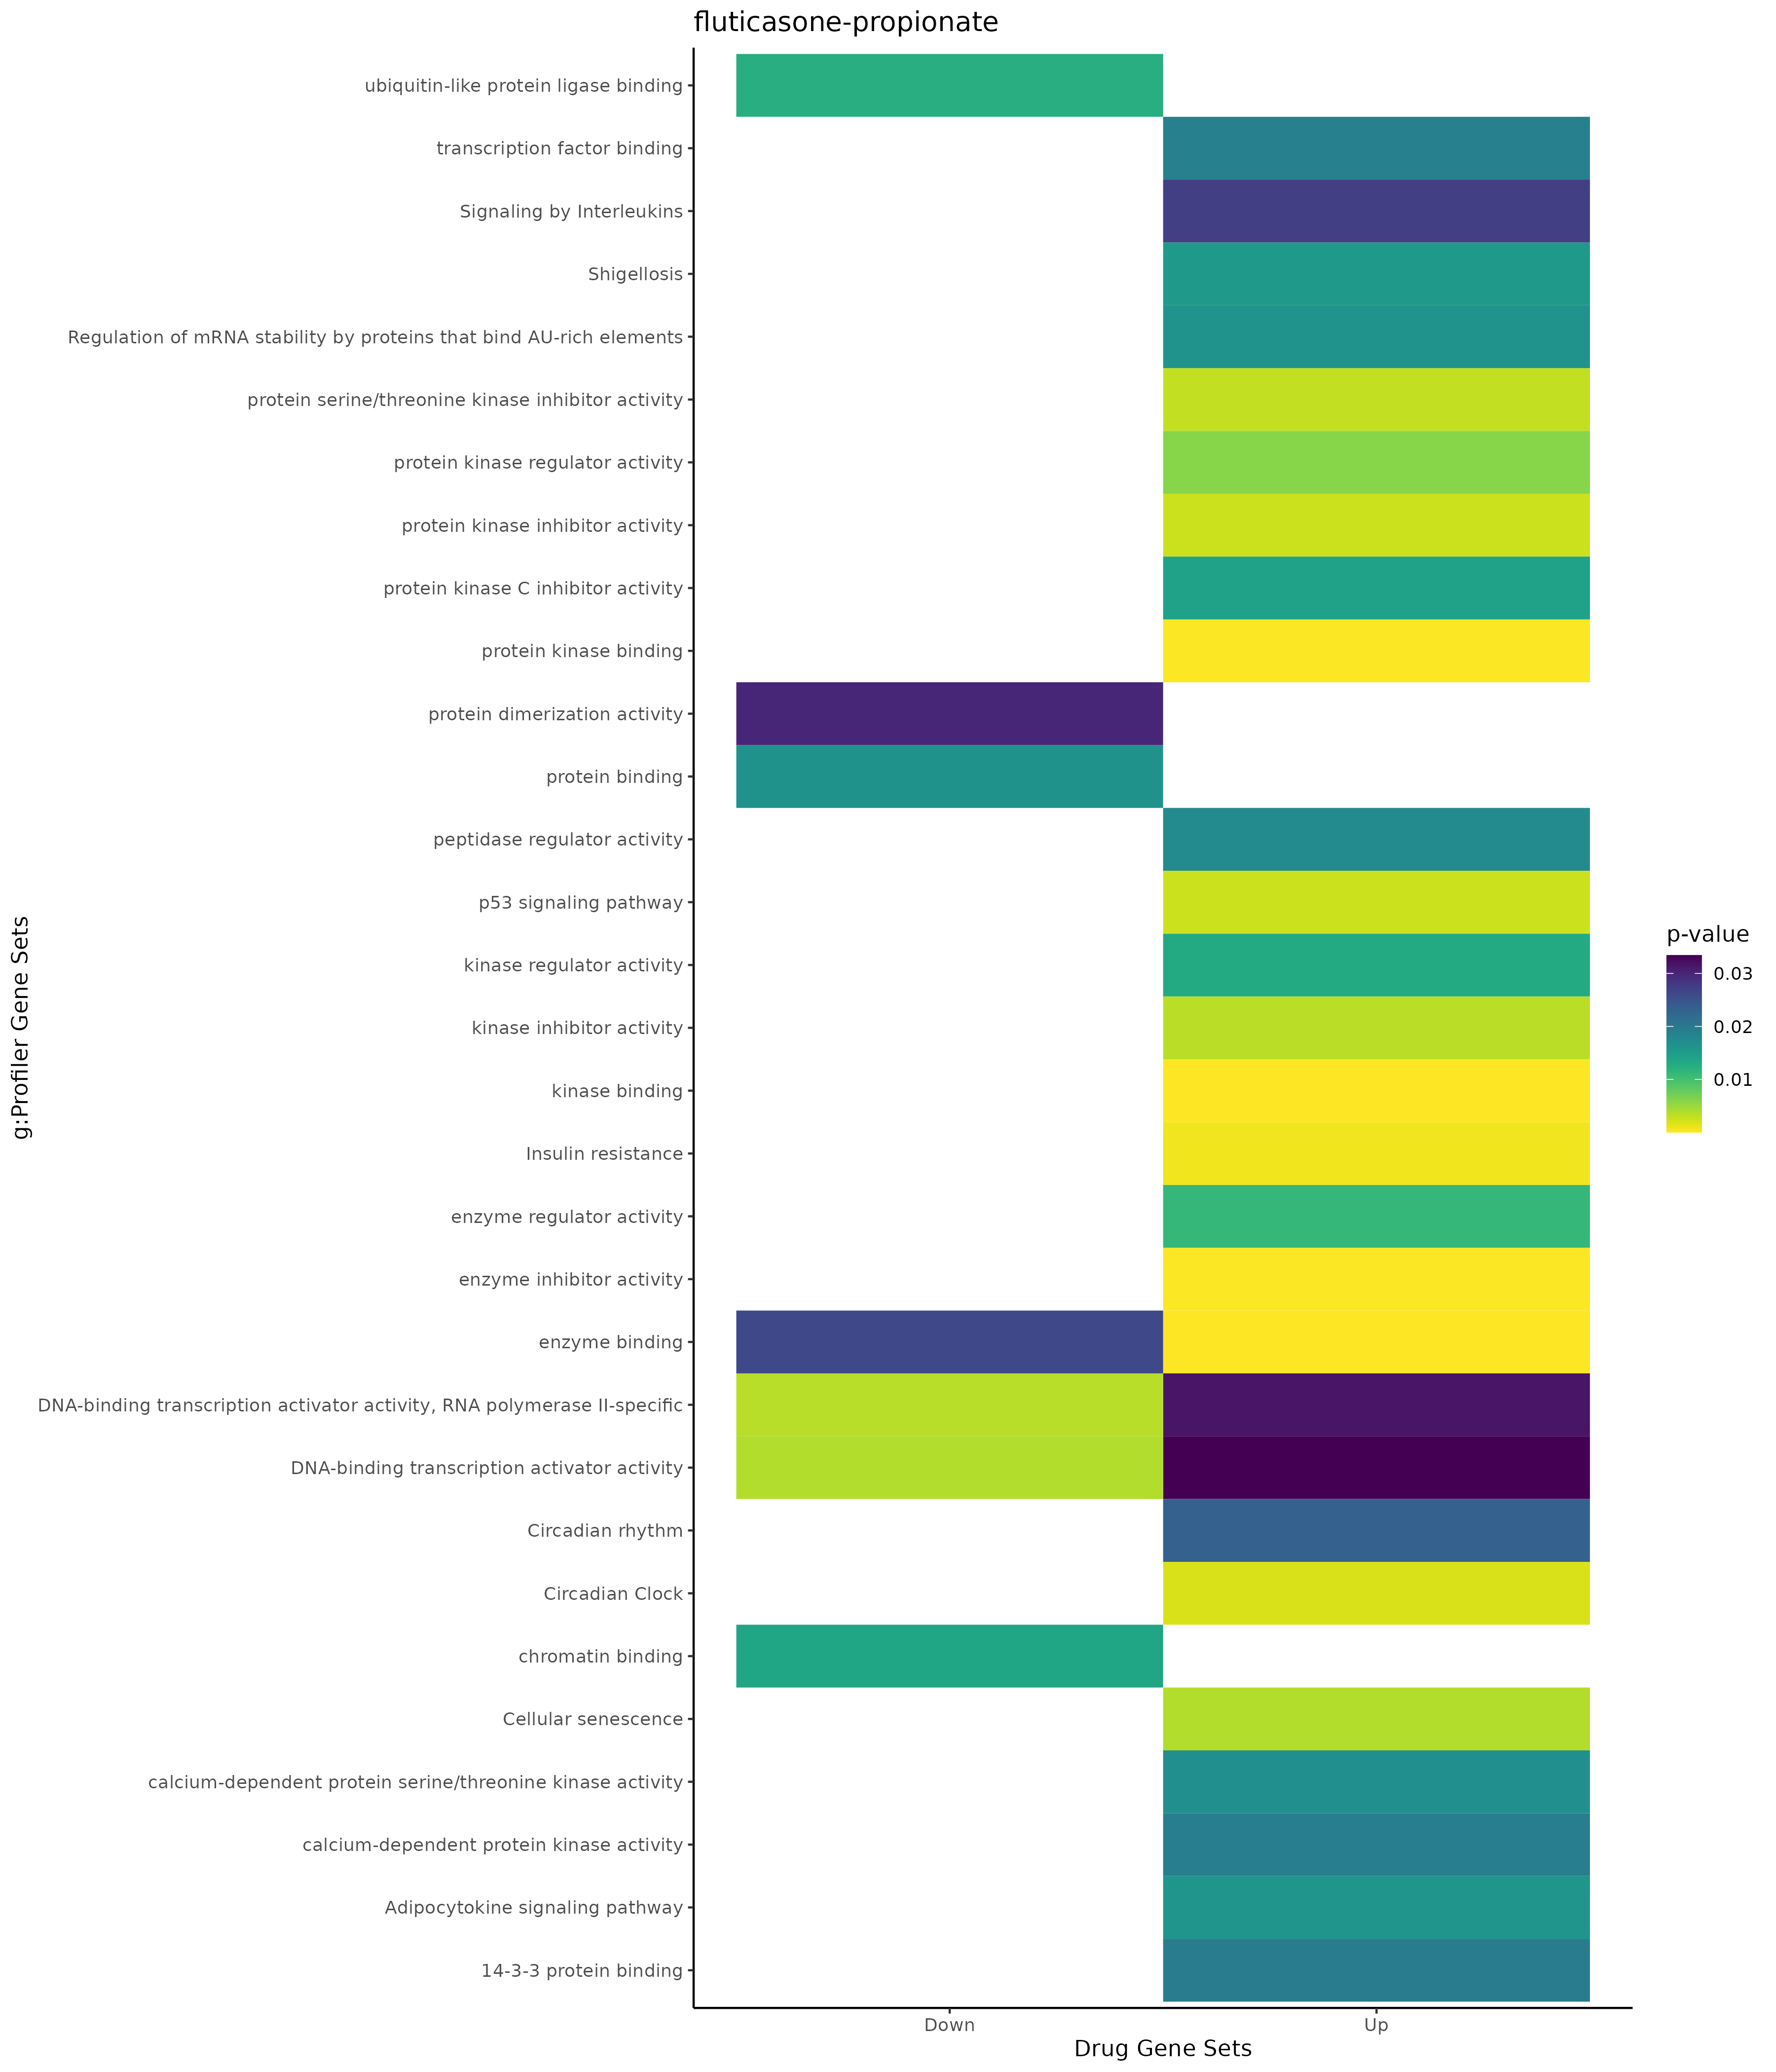 fluticasone-propionate
ubiquitin-like protein ligase binding
transcription factor binding
Signaling by Interleukins
Shigellosis
Regulation of mRNA stability by proteins that bind AU-rich elements
protein serine/threonine kinase inhibitor activity
protein kinase regulator activity
protein kinase inhibitor activity
protein kinase C inhibitor activity
protein kinase binding
protein dimerization activity
protein binding
peptidase regulator activity
p53 signaling pathway
kinase regulator activity
kinase inhibitor activity
kinase binding
Insulin resistance
enzyme regulator activity
enzyme inhibitor activity
enzyme binding
DNA-binding transcription activator activity, RNA polymerase II-specific
DNA-binding transcription activator activity
Circadian rhythm
Circadian Clock
chromatin binding
Cellular senescence
calcium-dependent protein serine/threonine kinase activity
calcium-dependent protein kinase activity
Adipocytokine signaling pathway
14-3-3 protein binding
g:Profiler Gene Sets
Down
Up
Drug Gene Sets
p-value
0.03
0.02
0.01